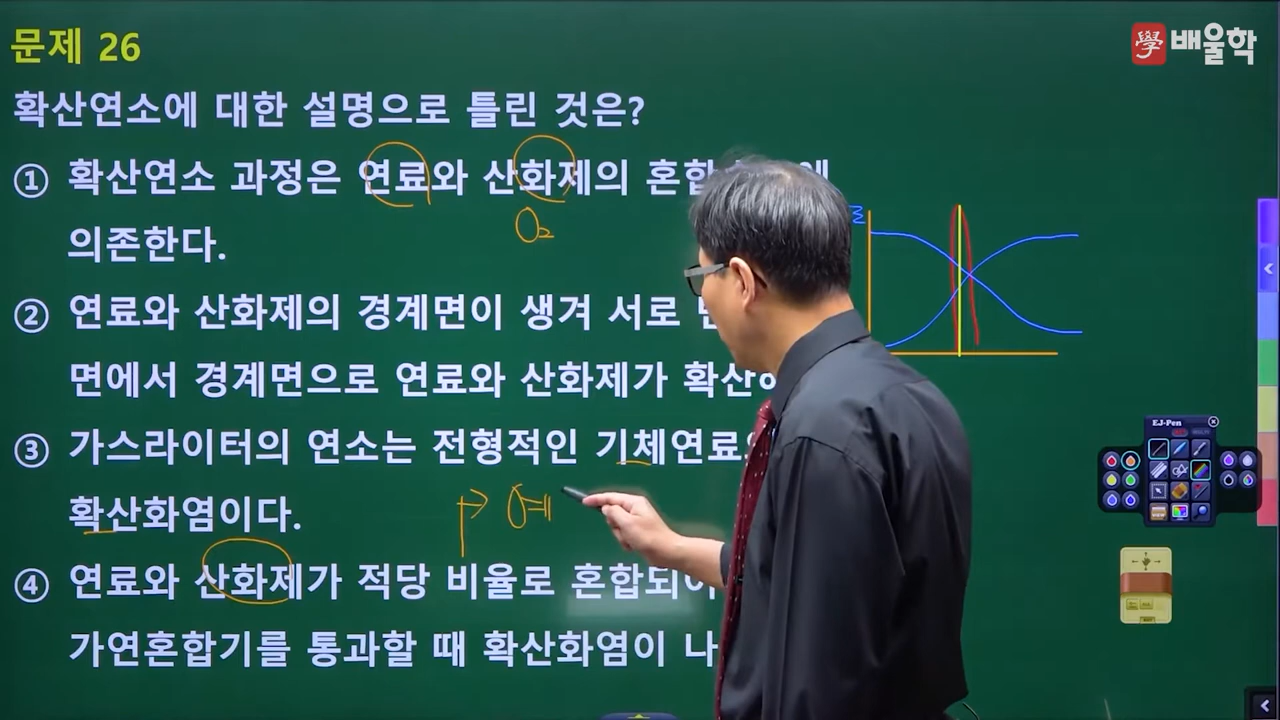 문제 26
學 배울학
확산연소에 대한 설명으로 틀린 것은?
① 확산연소 과정은 연료와 산화제의 혼합
O₂
의존한다.
② 연료와 산화제의 경계면이 생겨 서로
면에서 경계면으로 연료와 산화제가
③ 가스라이터의 연소는 전형적인 기체연료의
확산화염이다.
④ 연료와 산화제가 적당 비율로 혼합되어
가연혼합기를 통과할 때 확산화염이
EJ-Pen